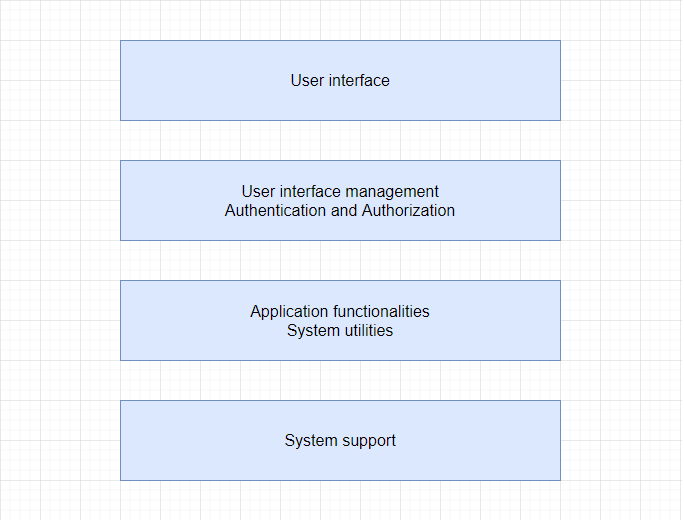 User interface
User interface management
Authentication and Authorization
Application functionalities
System utilities
System support